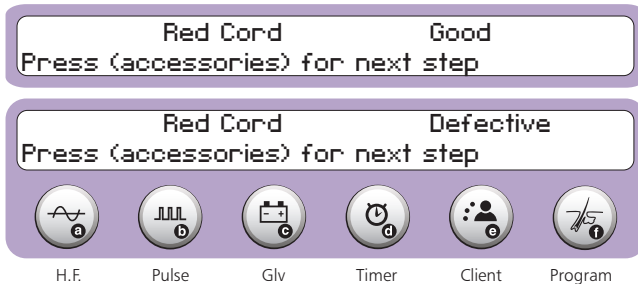 Red Cord Good
Press (accessories) for next step
Red Cord Defective
Press (accessories) for next step
a b c d e f
H.F. Pulse Glv Timer Client Program